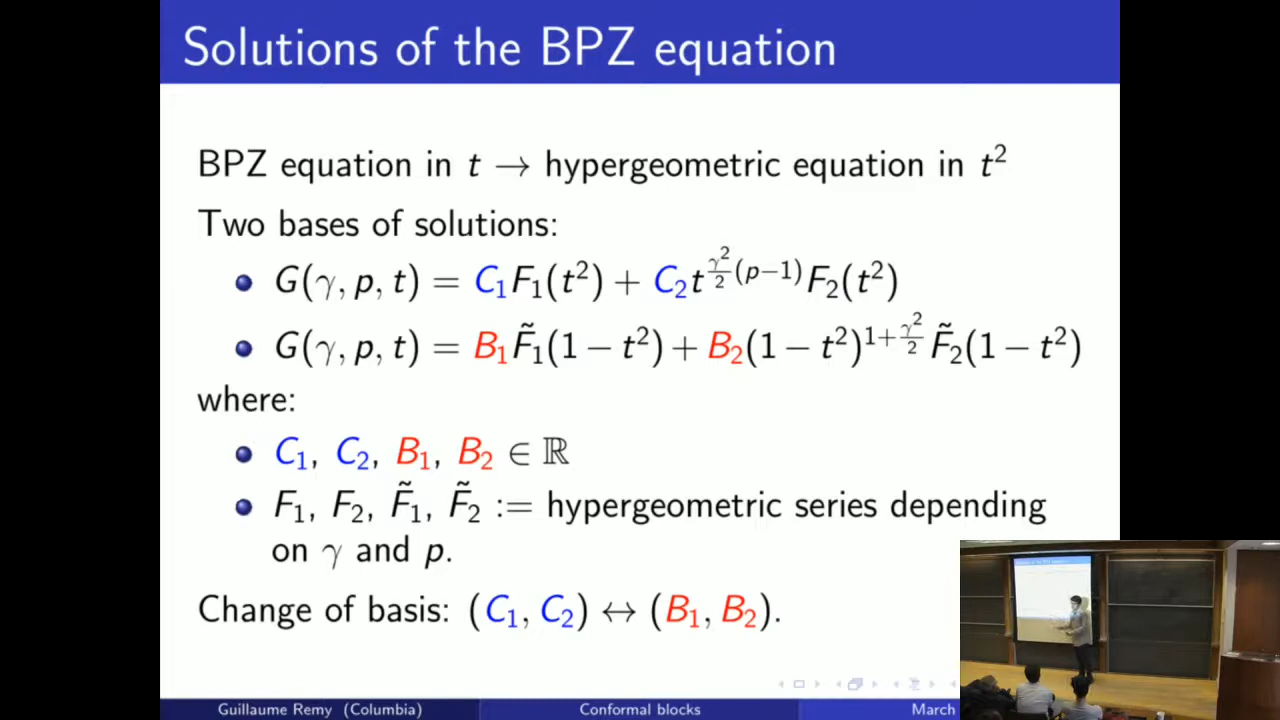 Solutions of the BPZ equation
BPZ equation in t → hypergeometric equation in t²
Two bases of solutions:
G(γ, p, t) = C₁F₁(t²) + C₂t^{γ²/2(p−1)}F₂(t²)
G(γ, p, t) = B₁F̃₁(1 − t²) + B₂(1 − t²)^{1+γ²/2}F̃₂(1 − t²)
where:
C₁, C₂, B₁, B₂ ∈ ℝ
F₁, F₂, F̃₁, F̃₂ := hypergeometric series depending
on γ and p.
Change of basis: (C₁, C₂) ↔ (B₁, B₂).
Guillaume Remy (Columbia)
Conformal blocks
March